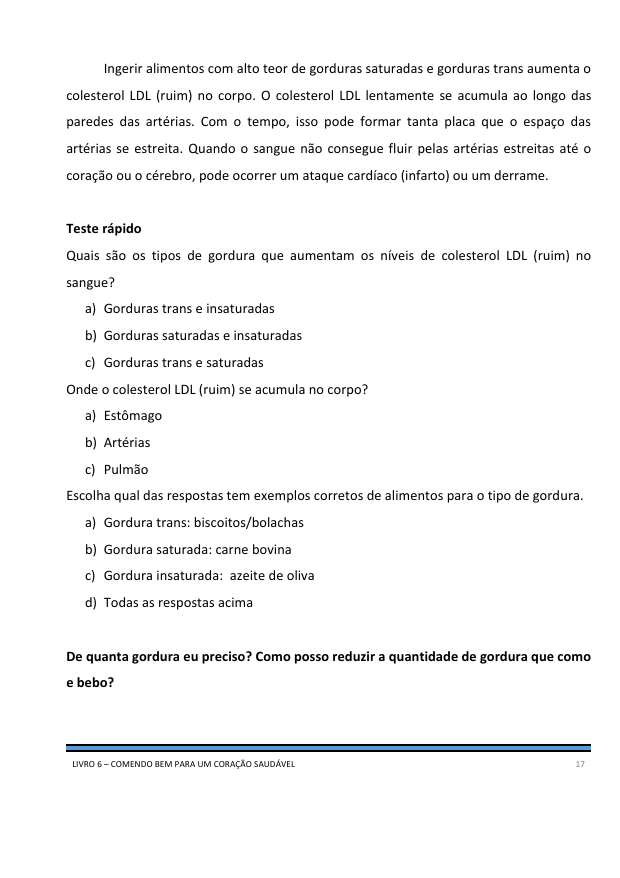 Ingerir alimentos com alto teor de gorduras saturadas e gorduras trans aumenta o
colesterol LDL (ruim) no corpo. O colesterol LDL lentamente se acumula ao longo das
paredes das artérias. Com o tempo, isso pode formar tanta placa que o espaço das
artérias se estreita. Quando o sangue não consegue fluir pelas artérias estreitas até o
coração ou o cérebro, pode ocorrer um ataque cardíaco (infarto) ou um derrame.
Teste rápido
Quais são os tipos de gordura que aumentam os níveis de colesterol LDL (ruim) no
sangue?
a) Gorduras trans e insaturadas
b) Gorduras saturadas e insaturadas
c) Gorduras trans e saturadas
Onde o colesterol LDL (ruim) se acumula no corpo?
a) Estômago
b) Artérias
c) Pulmão
Escolha qual das respostas tem exemplos corretos de alimentos para o tipo de gordura.
a) Gordura trans: biscoitos/bolachas
b) Gordura saturada: carne bovina
c) Gordura insaturada: azeite de oliva
d) Todas as respostas acima
De quanta gordura eu preciso? Como posso reduzir a quantidade de gordura que como
e bebo?
LIVRO 6 – COMENDO BEM PARA UM CORAÇÃO SAUDÁVEL 17